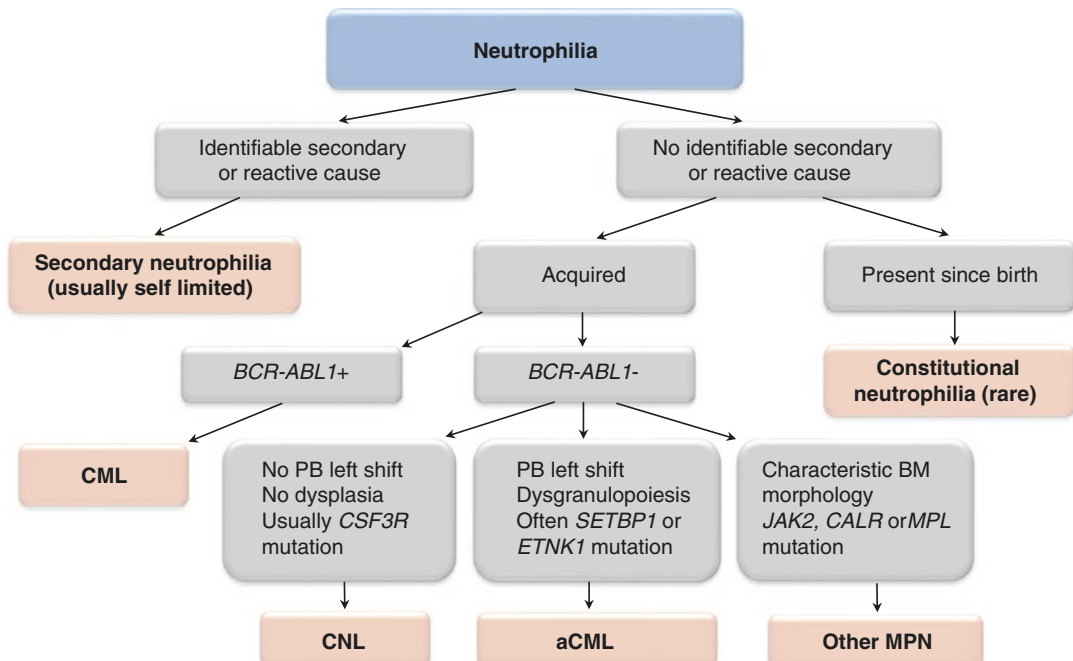 Neutrophilia
Identifiable secondary
or reactive cause
No identifiable secondary
or reactive cause
Secondary neutrophilia
(usually self limited)
Acquired
Present since birth
BCR-ABL1+
BCR-ABL1-
Constitutional
neutrophilia (rare)
CML
No PB left shift
No dysplasia
Usually CSF3R
mutation
PB left shift
Dysgranulopoiesis
Often SETBP1 or
ETNK1 mutation
Characteristic BM
morphology
JAK2, CALR orMPL
mutation
CNL
aCML
Other MPN